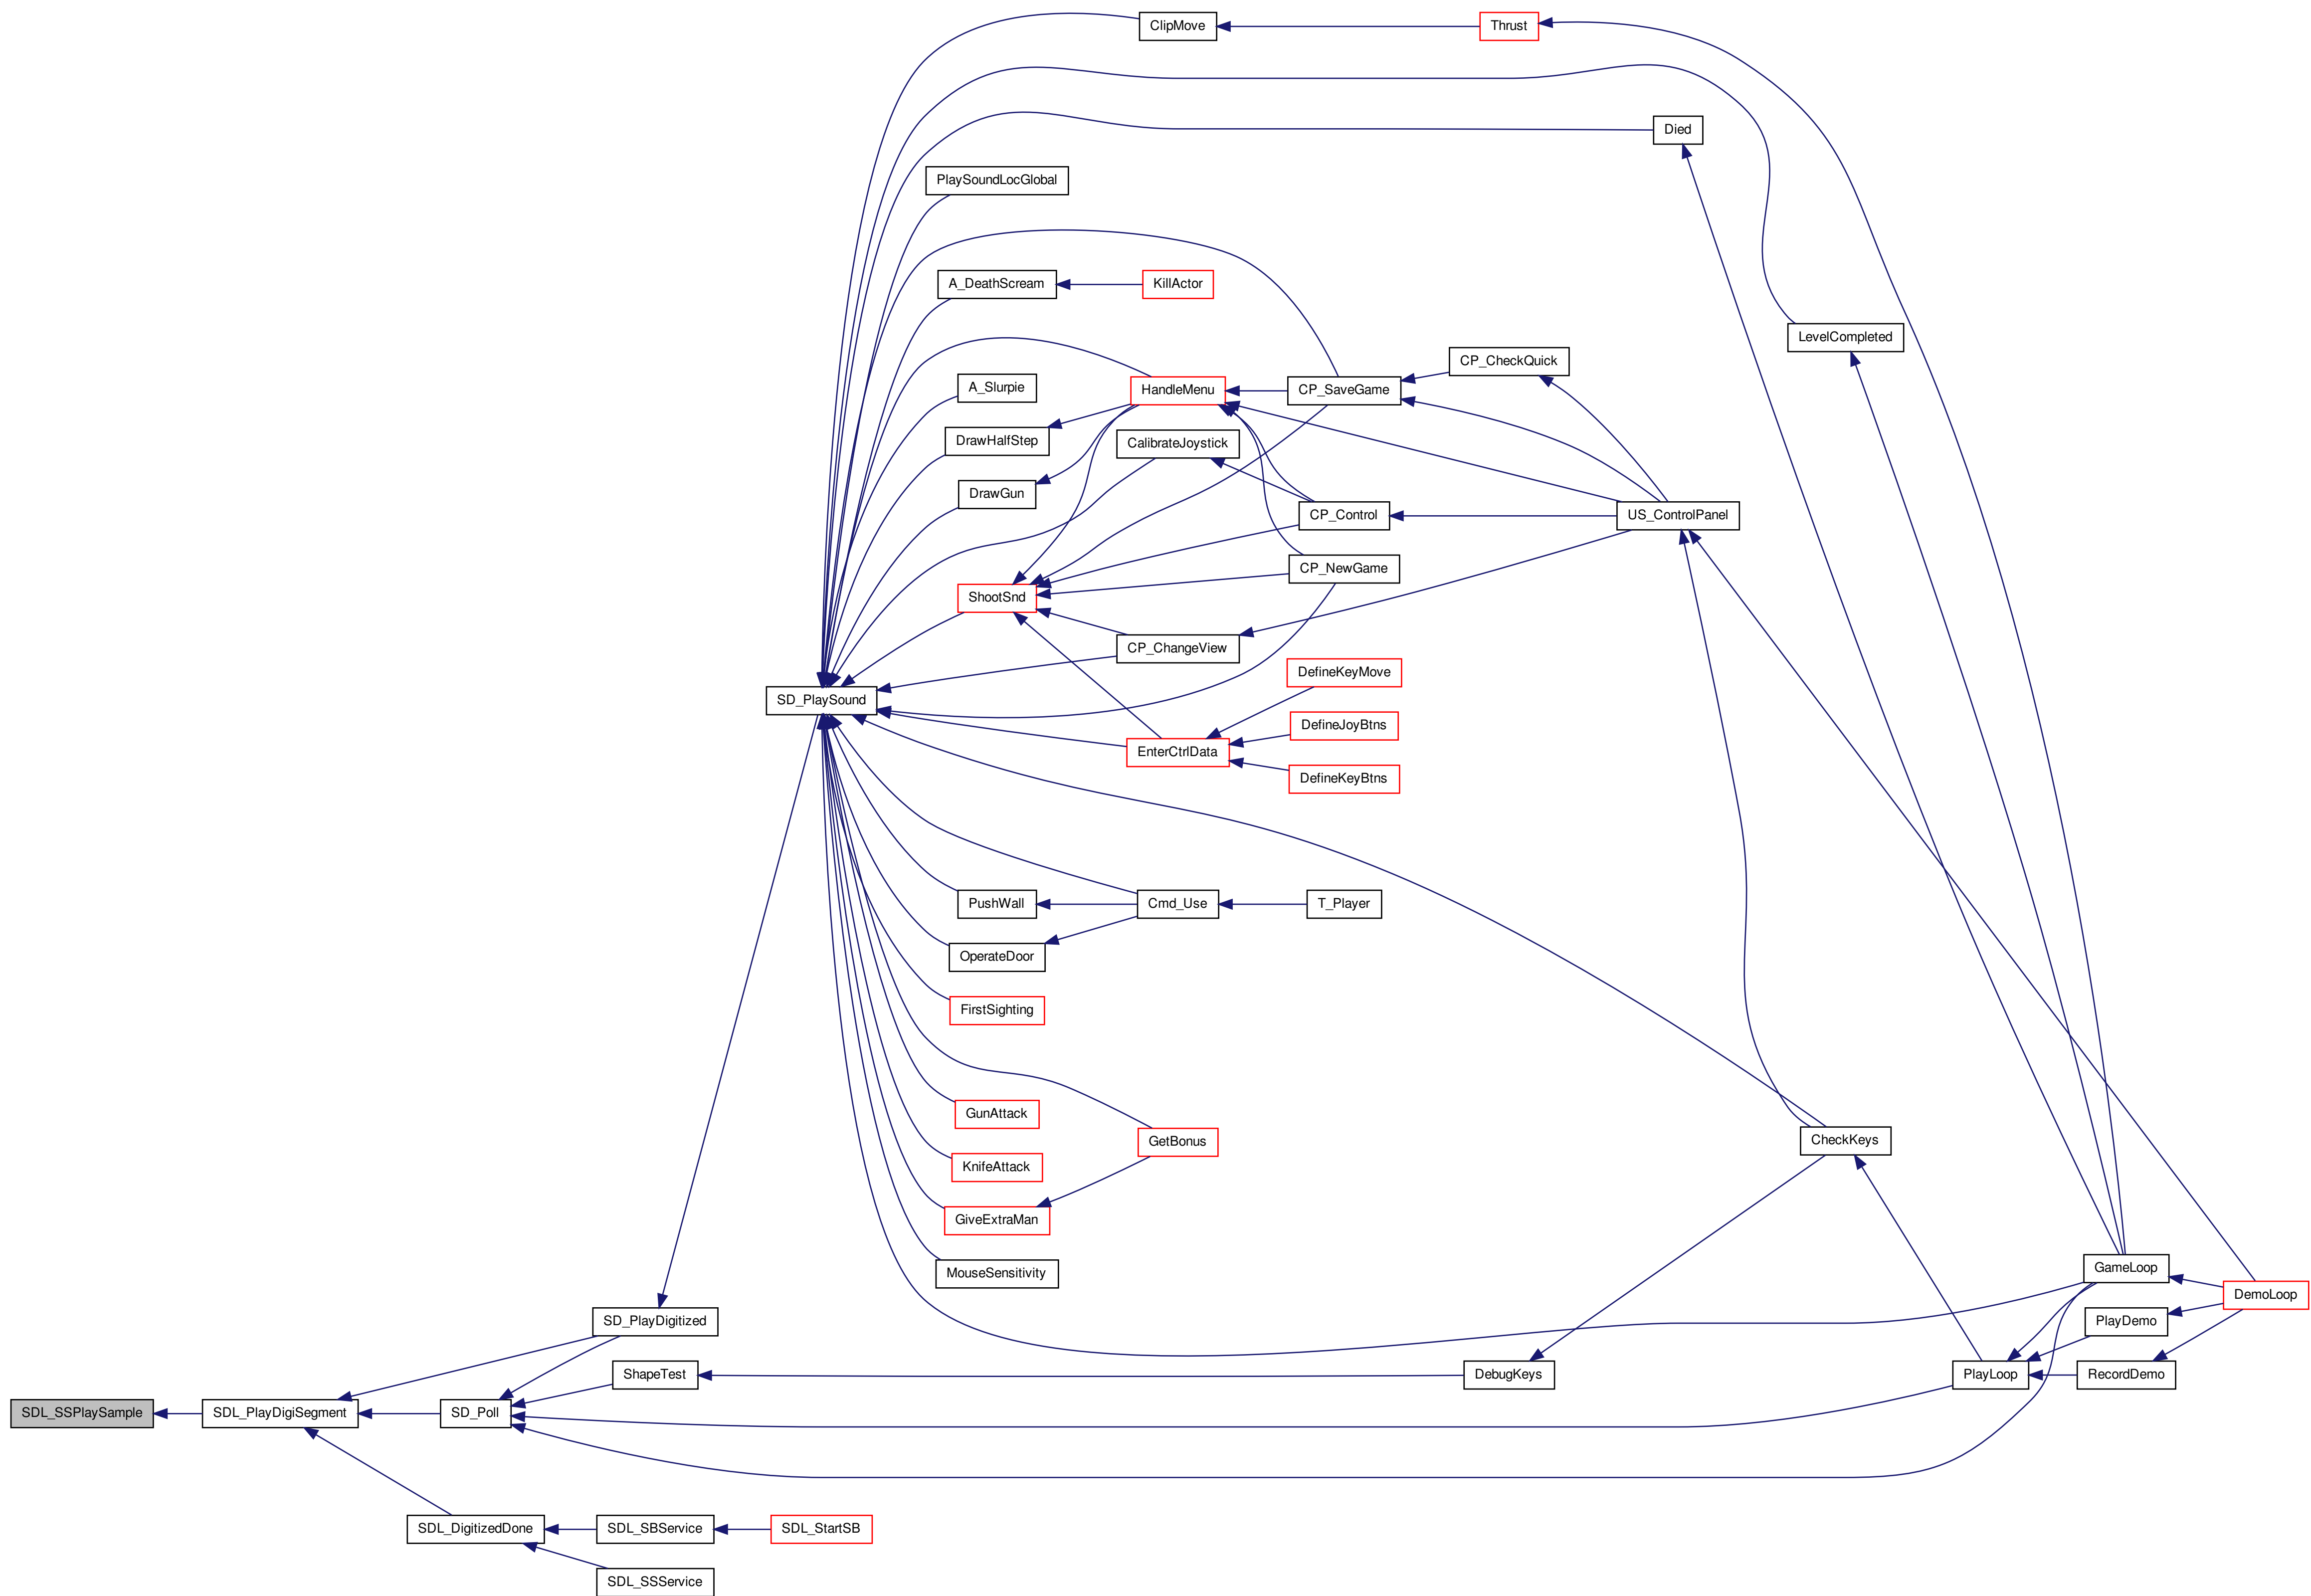 ClipMove
Thrust
Died
PlaySoundLocGlobal
A_DeathScream
KillActor
LevelCompleted
CP_CheckQuick
A_Slurpie
HandleMenu
CP_SaveGame
DrawHalfStep
CalibrateJoystick
DrawGun
CP_Control
US_ControlPanel
CP_NewGame
ShootSnd
CP_ChangeView
DefineKeyMove
SD_PlaySound
DefineJoyBtns
EnterCtrlData
DefineKeyBtns
PushWall
Cmd_Use
T_Player
OperateDoor
FirstSighting
GunAttack
GetBonus
CheckKeys
KnifeAttack
GiveExtraMan
MouseSensitivity
GameLoop
DemoLoop
SD_PlayDigitized
PlayDemo
ShapeTest
DebugKeys
PlayLoop
RecordDemo
SDL_SSPlaySample
SDL_PlayDigiSegment
SD_Poll
SDL_DigitizedDone
SDL_SBService
SDL_StartSB
SDL_SSService